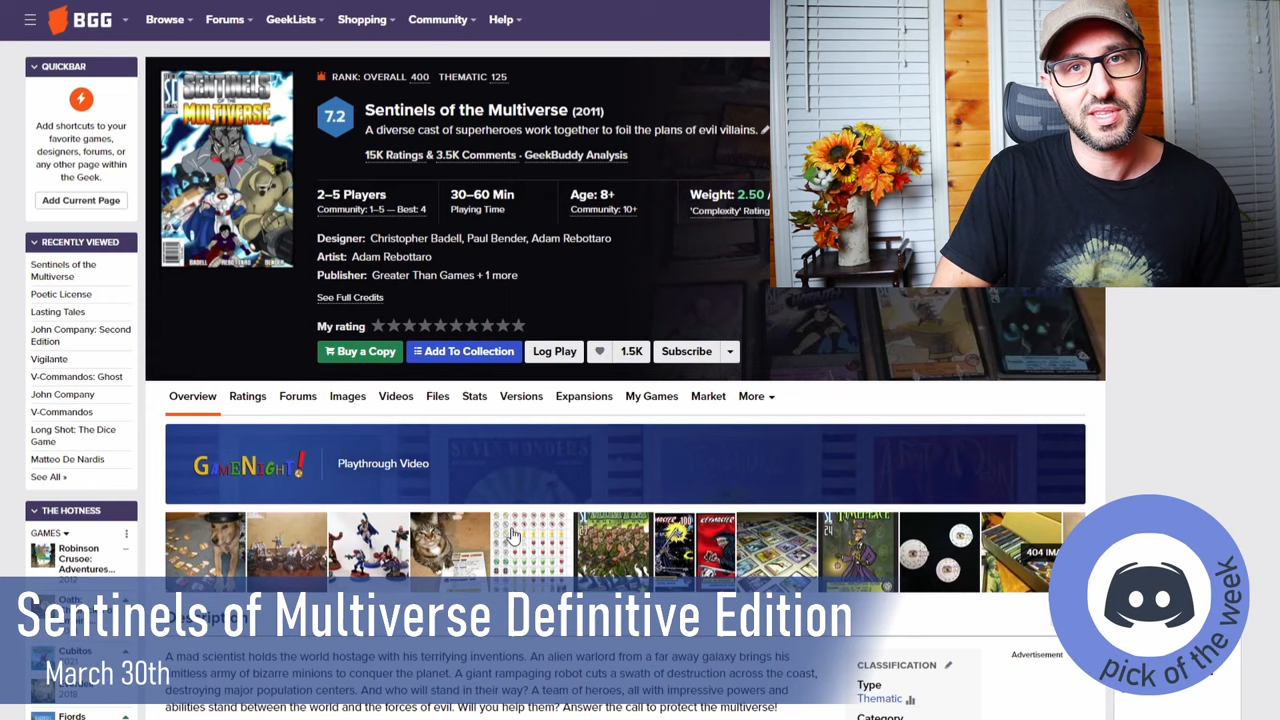 BGG
Browse
Forums
GeekLists
Shopping
Community
Help
QUICKBAR
Add shortcuts to your
favorite games,
designers, forums, or
any other page within
the Geek.
Add Current Page
RECENTLY VIEWED
Sentinels of the
Multiverse
Poetic License
Lasting Tales
John Company: Second
Edition
Vigilante
V-Commandos: Ghost
John Company
V-Commandos
Long Shot: The Dice
Game
Matteo De Nardis
See All »
THE HOTNESS
GAMES
Robinson
Crusoe:
Adventures...
2012
Cubitos
2018
Fjords
SENTINELS
OF THE
MULTIVERSE
BADELL REBOTTARO BENDER
RANK: OVERALL 400 THEMATIC 125
7.2
Sentinels of the Multiverse (2011)
A diverse cast of superheroes work together to foil the plans of evil villains.
15K Ratings & 3.5K Comments · GeekBuddy Analysis
2–5 Players
Community: 1–5 — Best: 4
30–60 Min
Playing Time
Age: 8+
Community: 10+
Weight: 2.50 /
'Complexity' Rating
Designer: Christopher Badell, Paul Bender, Adam Rebottaro
Artist: Adam Rebottaro
Publisher: Greater Than Games + 1 more
See Full Credits
My rating
Buy a Copy
Add To Collection
Log Play
1.5K
Subscribe
Overview
Ratings
Forums
Images
Videos
Files
Stats
Versions
Expansions
My Games
Market
More
GAMENIGHT!
Playthrough Video
404 IMA
Description
Sentinels of Multiverse Definitive Edition
March 30th
A mad scientist holds the world hostage with his terrifying inventions. An alien warlord from a far away galaxy brings his
limitless army of bizarre minions to conquer the planet. A giant rampaging robot cuts a swath of destruction across the coast,
destroying major population centers. And who will stand in their way? A team of heroes, all with impressive powers and
abilities stand between the world and the forces of evil. Will you help them? Answer the call to protect the multiverse!
CLASSIFICATION
Type
Thematic
Category
Advertisement
pick of the week